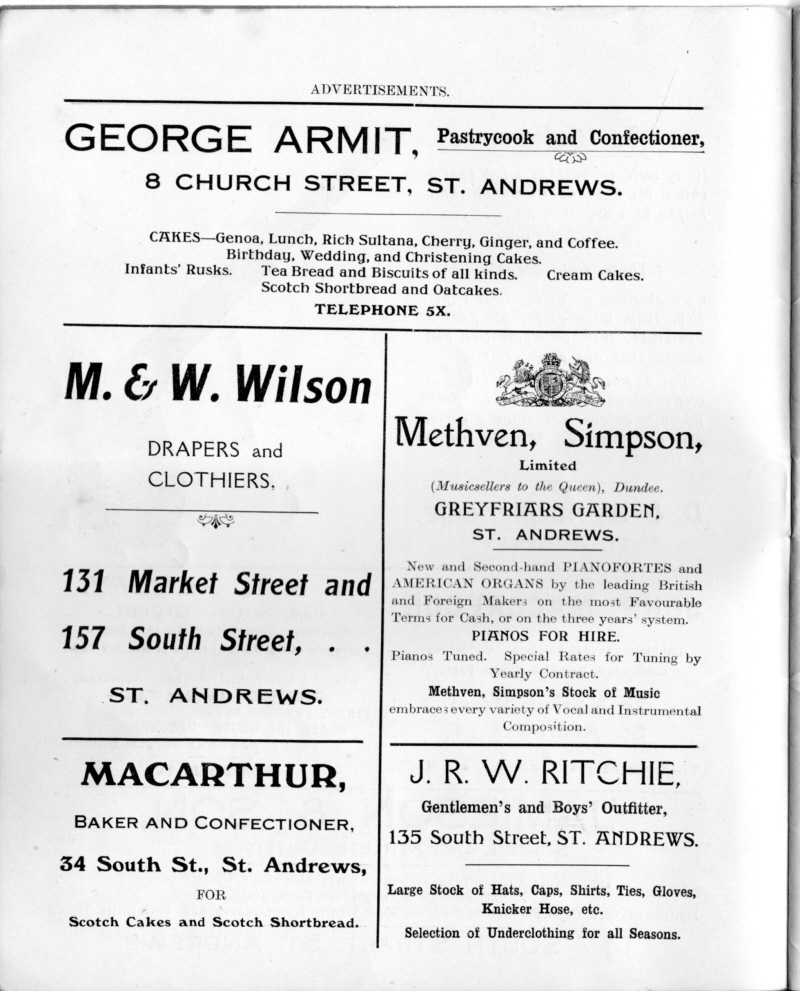 ADVERTISEMENTS.
GEORGE ARMIT, Pastrycook and Confectioner,
8 CHURCH STREET, ST. ANDREWS.
CAKES—Genoa, Lunch, Rich Sultana, Cherry, Ginger, and Coffee.
Birthday, Wedding, and Christening Cakes.
Infants' Rusks. Tea Bread and Biscuits of all kinds. Cream Cakes.
Scotch Shortbread and Oatcakes.
TELEPHONE 5X.
M. & W. Wilson
DRAPERS and
CLOTHIERS,
131 Market Street and
157 South Street, . .
ST. ANDREWS.
MACARTHUR,
BAKER AND CONFECTIONER,
34 South St., St. Andrews,
FOR
Scotch Cakes and Scotch Shortbread.
Methven, Simpson,
Limited
(Musicsellers to the Queen), Dundee.
GREYFRIARS GARDEN,
ST. ANDREWS.
New and Second-hand PIANOFORTES and
AMERICAN ORGANS by the leading British
and Foreign Makers on the most Favourable
Terms for Cash, or on the three years' system.
PIANOS FOR HIRE.
Pianos Tuned. Special Rates for Tuning by
Yearly Contract.
Methven, Simpson's Stock of Music
embraces every variety of Vocal and Instrumental
Composition.
J. R. W. RITCHIE,
Gentlemen's and Boys' Outfitter,
135 South Street, ST. ANDREWS.
Large Stock of Hats, Caps, Shirts, Ties, Gloves,
Knicker Hose, etc.
Selection of Underclothing for all Seasons.